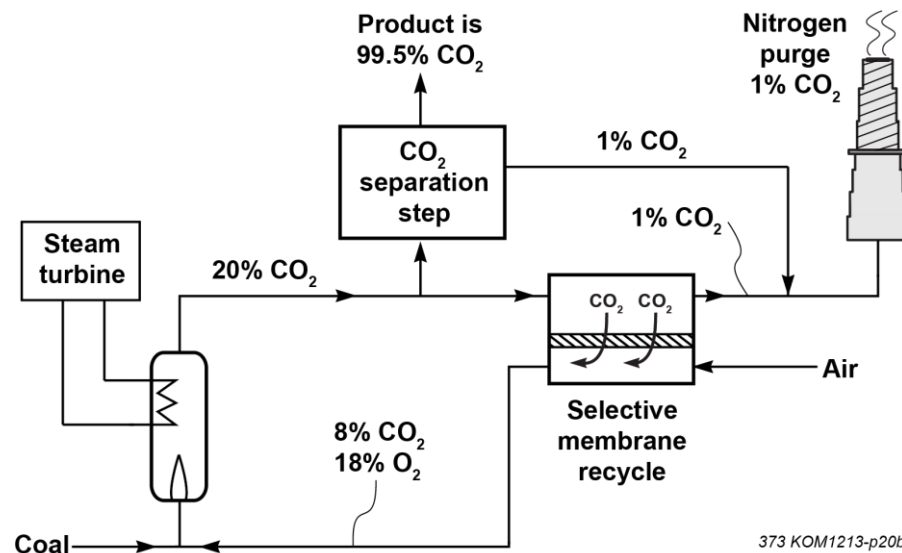 Product is
99.5% CO₂
Nitrogen
purge
1% CO₂
CO₂
separation
step
1% CO₂
1% CO₂
Steam
turbine
20% CO₂
CO₂ CO₂
Air
Selective
membrane
recycle
8% CO₂
18% O₂
Coal
373 KOM1213-p20b